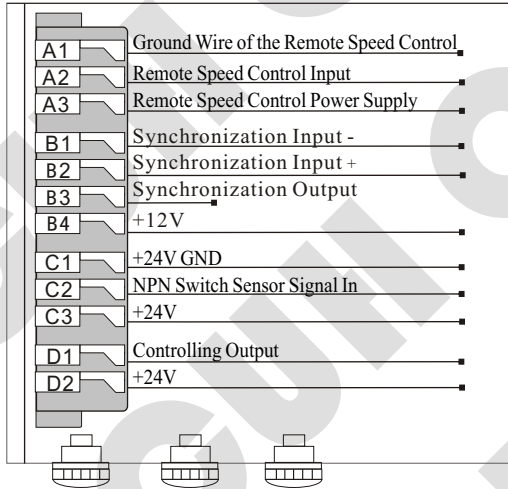 A1 Ground Wire of the Remote Speed Control
A2 Remote Speed Control Input
A3 Remote Speed Control Power Supply
B1 Synchronization Input -
B2 Synchronization Input +
B3 Synchronization Output
B4 +12V
C1 +24V GND
C2 NPN Switch Sensor Signal In
C3 +24V
D1 Controlling Output
D2 +24V